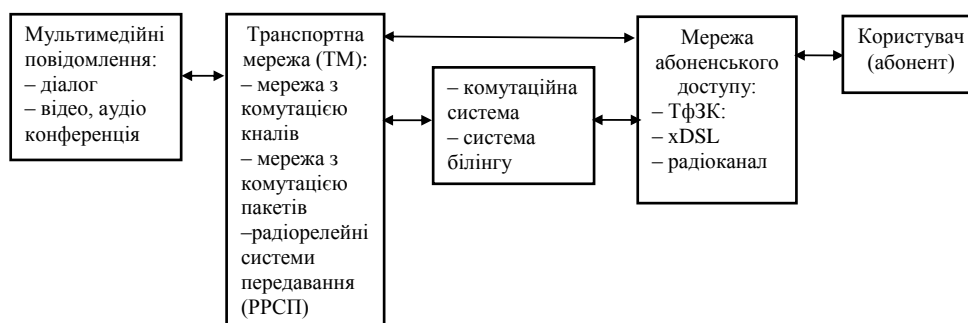 Мультимедійні
повідомлення:
– діалог
– відео, аудіо
конференція
Транспортна
мережа (ТМ):
– мережа з
комутацією
кналів
– мережа з
комутацією
пакетів
–радіорелейні
системи
передавання
(РРСП)
– комутаційна
система
– система
білінгу
Мережа
абоненського
доступу:
– ТфЗК:
– xDSL
– радіоканал
Користувач
(абонент)